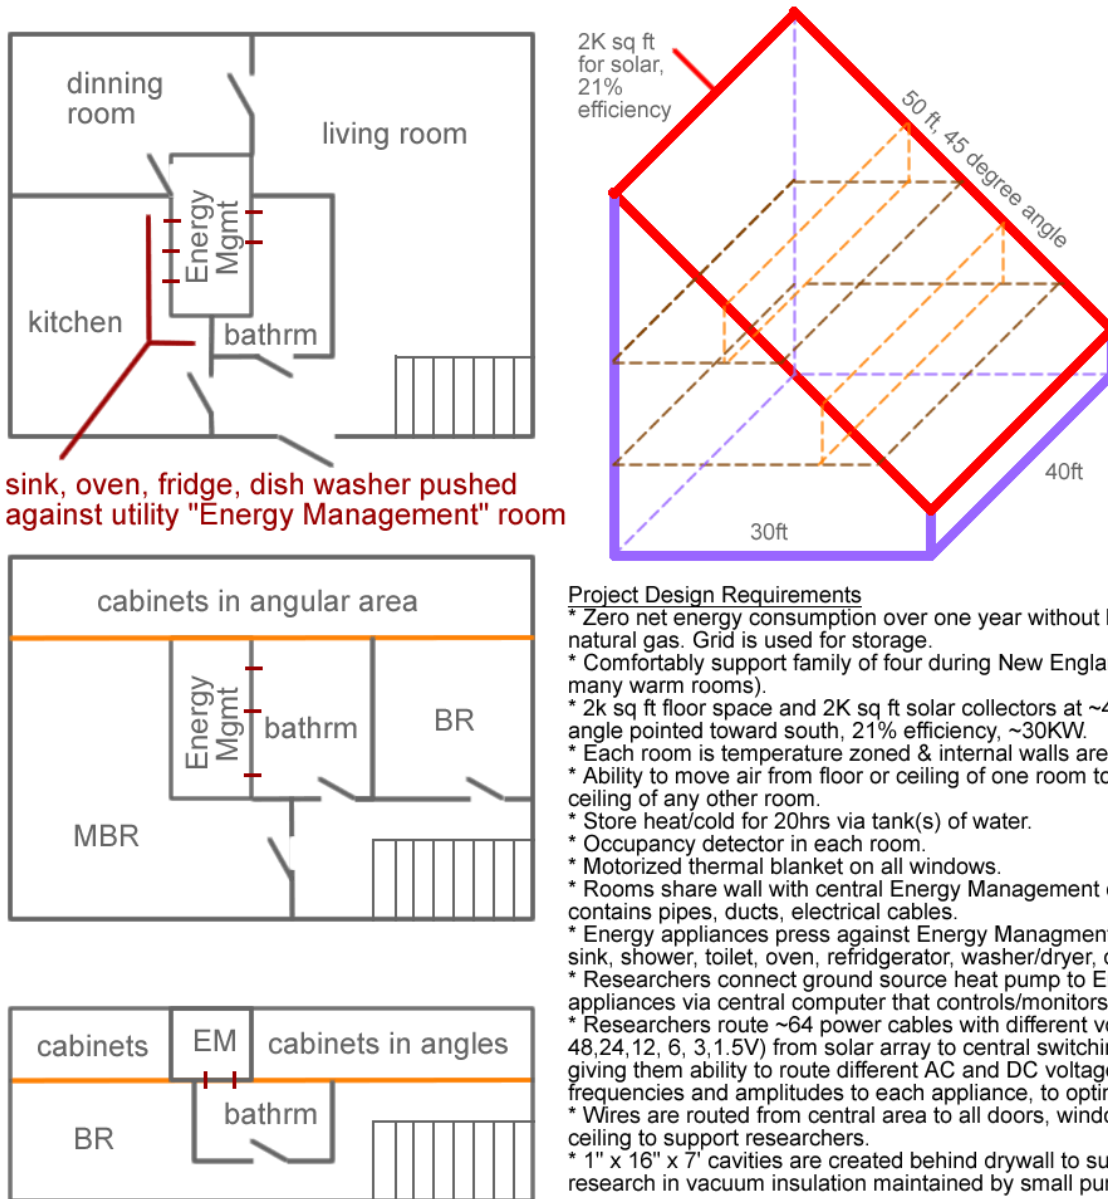 dinning
room
living room
Energy
Mgmt
kitchen
bathrm
sink, oven, fridge, dish washer pushed
against utility "Energy Management" room
2K sq ft
for solar,
21%
efficiency
50 ft, 45 degree angle
40ft
30ft
cabinets in angular area
Energy
Mgmt
bathrm
BR
MBR
cabinets
EM
cabinets in angles
bathrm
BR
Project Design Requirements
* Zero net energy consumption over one year without
natural gas. Grid is used for storage.
* Comfortably support family of four during New Engla
many warm rooms).
* 2k sq ft floor space and 2K sq ft solar collectors at ~4
angle pointed toward south, 21% efficiency, ~30KW.
* Each room is temperature zoned & internal walls are
* Ability to move air from floor or ceiling of one room to
ceiling of any other room.
* Store heat/cold for 20hrs via tank(s) of water.
* Occupancy detector in each room.
* Motorized thermal blanket on all windows.
* Rooms share wall with central Energy Management
contains pipes, ducts, electrical cables.
* Energy appliances press against Energy Managment
sink, shower, toilet, oven, refridgerator, washer/dryer,
* Researchers connect ground source heat pump to E
appliances via central computer that controls/monitors
* Researchers route ~64 power cables with different vo
48,24,12, 6, 3,1.5V) from solar array to central switchin
giving them ability to route different AC and DC voltage
frequencies and amplitudes to each appliance, to optin
* Wires are routed from central area to all doors, windo
ceiling to support researchers.
* 1" x 16" x 7' cavities are created behind drywall to su
research in vacuum insulation maintained by small pur